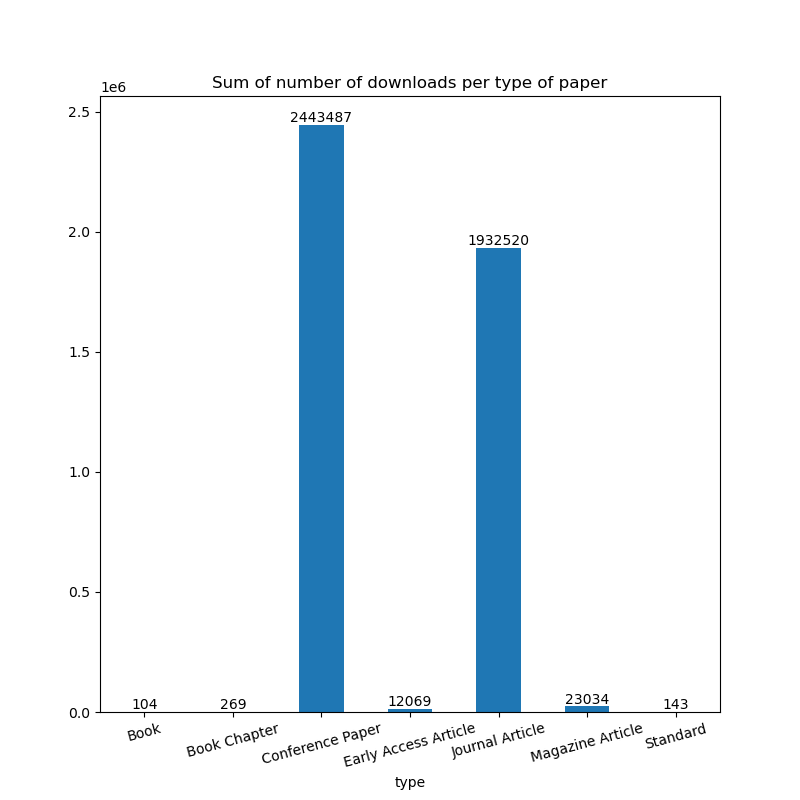 Sum of number of downloads per type of paper
1e6
2.5
2.0
1.5
1.0
0.5
0.0
2443487
1932520
104
269
12069
23034
143
Book
Book Chapter
Conference Paper
Early Access Article
Journal Article
Magazine Article
Standard
type